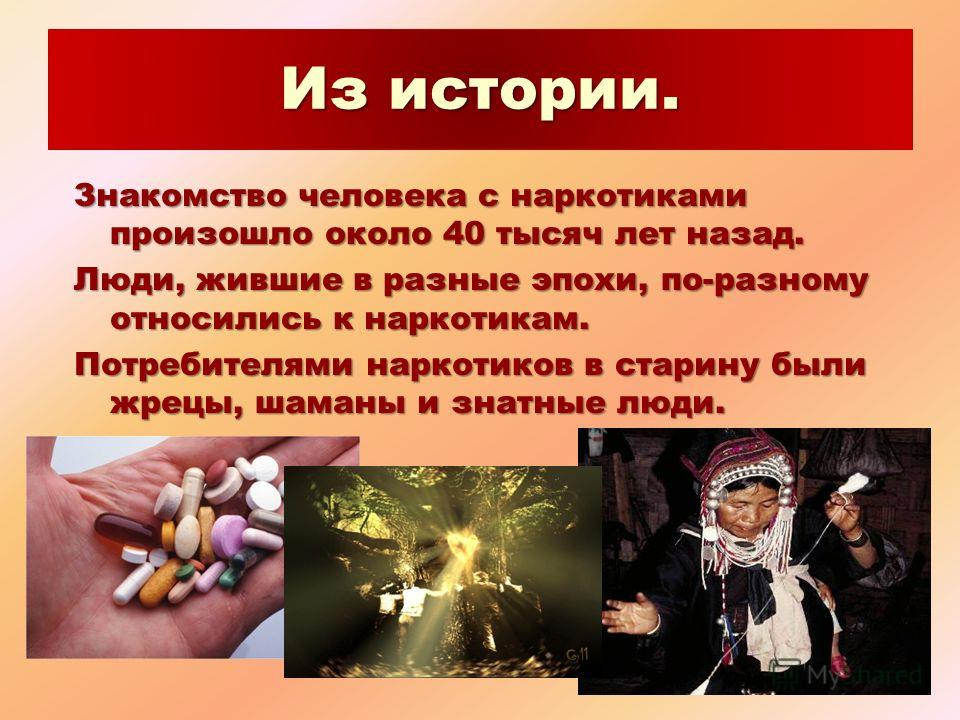 Из истории.
Знакомство человека с наркотиками
произошло около 40 тысяч лет назад.
Люди, жившие в разные эпохи, по-разному
относились к наркотикам.
Потребителями наркотиков в старину были
жрецы, шаманы и знатные люди.
MyShared